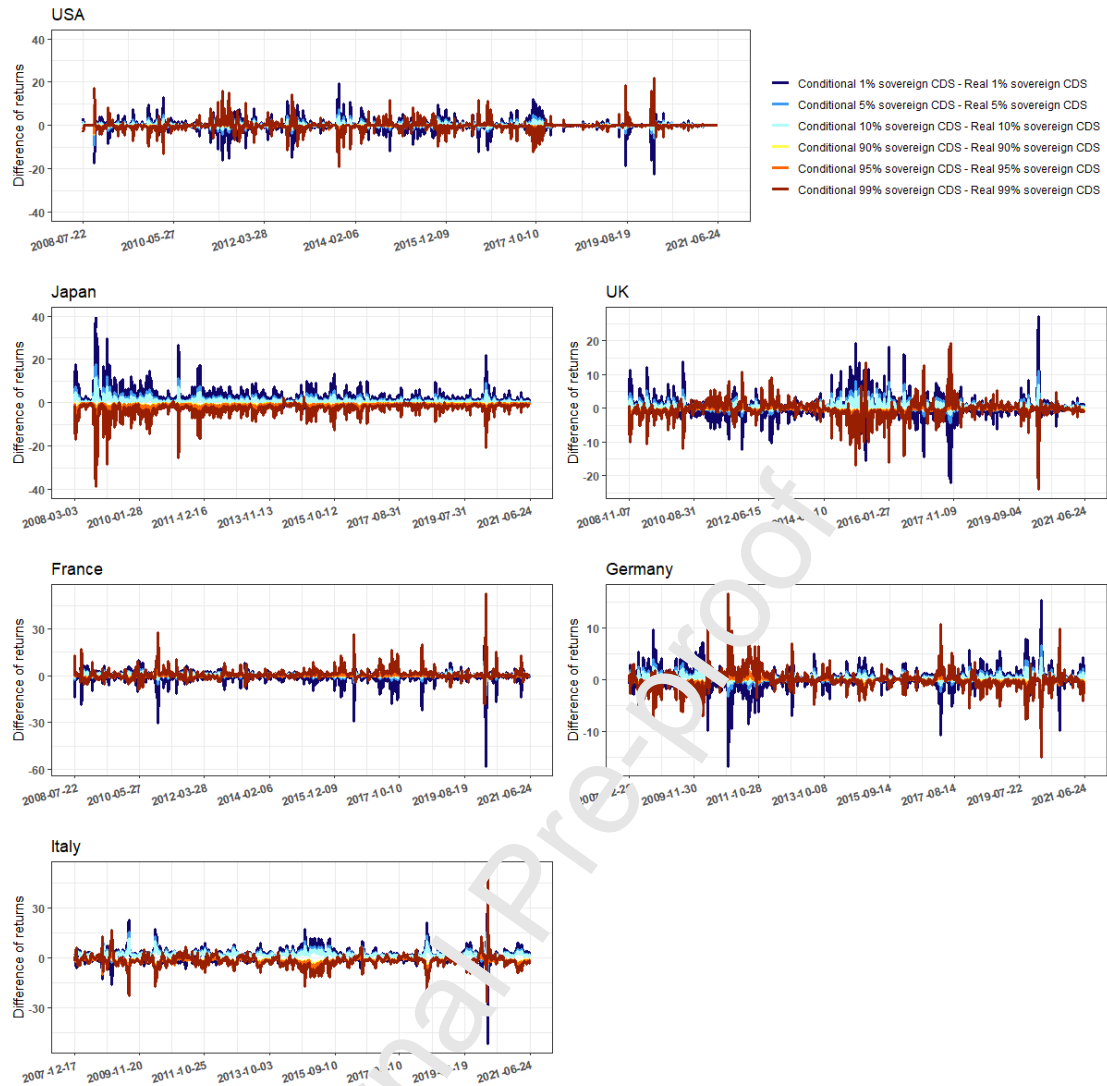 USA
Difference of returns
40
20
0
-20
-40
2008-07-22 2010-05-27 2012-03-28 2014-02-06 2015-12-09 2017-10-10 2019-08-19 2021-06-24
Conditional 1% sovereign CDS - Real 1% sovereign CDS
Conditional 5% sovereign CDS - Real 5% sovereign CDS
Conditional 10% sovereign CDS - Real 10% sovereign CDS
Conditional 90% sovereign CDS - Real 90% sovereign CDS
Conditional 95% sovereign CDS - Real 95% sovereign CDS
Conditional 99% sovereign CDS - Real 99% sovereign CDS
Japan
Difference of returns
40
20
0
-20
-40
2008-03-03 2010-01-28 2011-12-16 2013-11-13 2015-10-12 2017-08-31 2019-07-31 2021-06-24
UK
Difference of returns
20
10
0
-10
-20
2008-11-07 2010-08-31 2012-06-15 2016-01-27 2017-11-09 2019-09-04 2021-06-24
France
Difference of returns
30
0
-30
-60
2008-07-22 2010-05-27 2012-03-28 2014-02-06 2015-12-09 2017-10-10 2019-08-19 2021-06-24
Germany
Difference of returns
10
0
-10
2009-11-30 2011-10-28 2013-10-08 2015-09-14 2017-08-14 2019-07-22 2021-06-24
Italy
Difference of returns
30
0
-30
2007-12-17 2009-11-20 2011-10-25 2013-10-03 2015-09-10 2021-06-24
nal Pre-proof